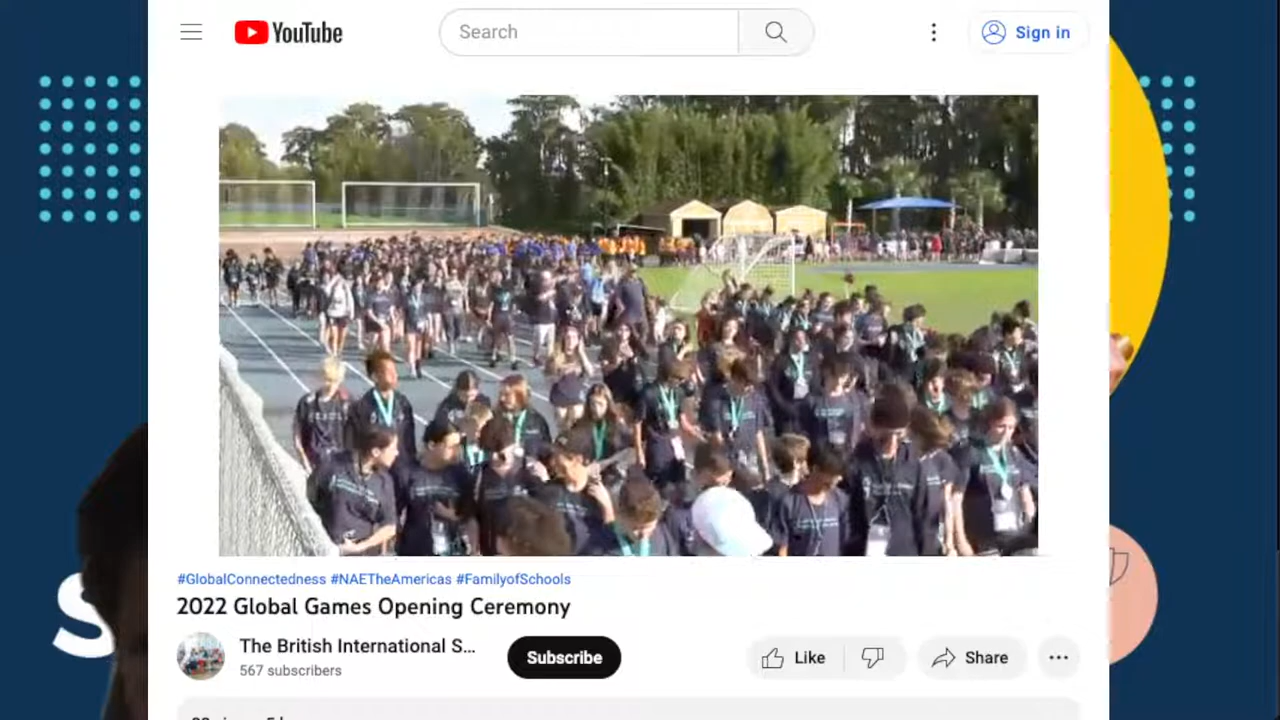 YouTube
Search
Sign in
#GlobalConnectedness #NAETheAmericas #FamilyofSchools
2022 Global Games Opening Ceremony
The British International S...
567 subscribers
Subscribe
Like
Share
S